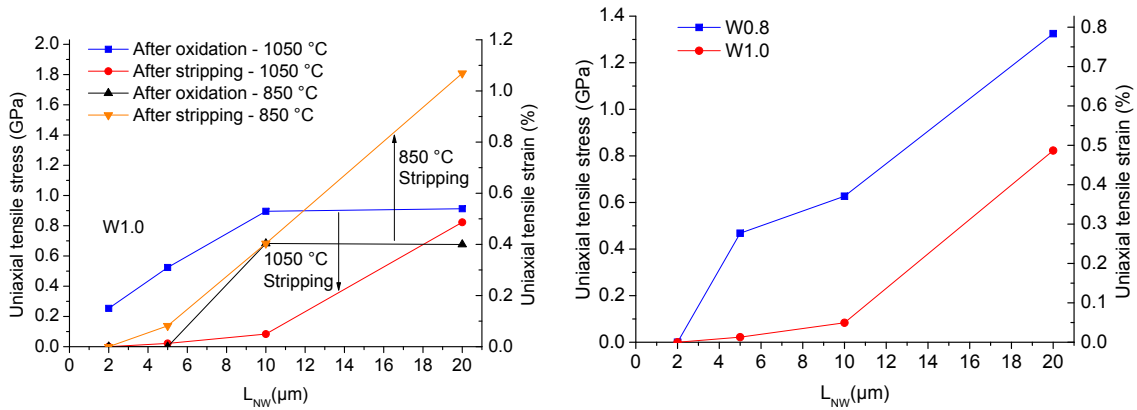 After oxidation - 1050 °C
After stripping - 1050 °C
After oxidation - 850 °C
After stripping - 850 °C
W1.0
850 °C
Stripping
1050 °C
Stripping
Uniaxial tensile stress (GPa)
0.0
0.2
0.4
0.6
0.8
1.0
1.2
1.4
1.6
1.8
2.0
Uniaxial tensile strain (%)
0.0
0.2
0.4
0.6
0.8
1.0
1.2
0 2 4 6 8 10 12 14 16 18 20
L_NW(µm)
W0.8
W1.0
Uniaxial tensile stress (GPa)
0.0
0.2
0.4
0.6
0.8
1.0
1.2
1.4
Uniaxial tensile strain (%)
0.0
0.1
0.2
0.3
0.4
0.5
0.6
0.7
0.8
0 2 4 6 8 10 12 14 16 18 20
L_NW(µm)